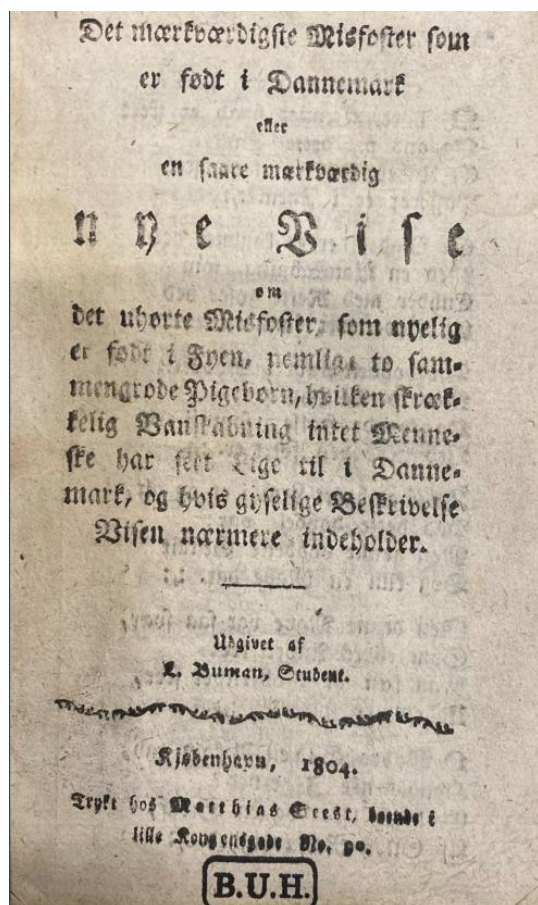 Det mærkværdigste Misfoster som
er født i Dannemark
eller
en saare mærkværdig
nye Vise
om
det uhørte Misfoster, som nyelig
er født i Fyen, nemlig, to sam-
mengrode Pigebørn, hvilken skræk-
kelig Vanskabning intet Menne-
ske har seet Lige til i Danne-
mark, og hvis gyselige Beskrivelse
Visen nærmere indeholder.
Udgivet af
L. Buman, Student.
Kjøbenhavn, 1804.
Trykt hos Matthias Seest, boende i
lille Kongensgade No.
B.U.H.